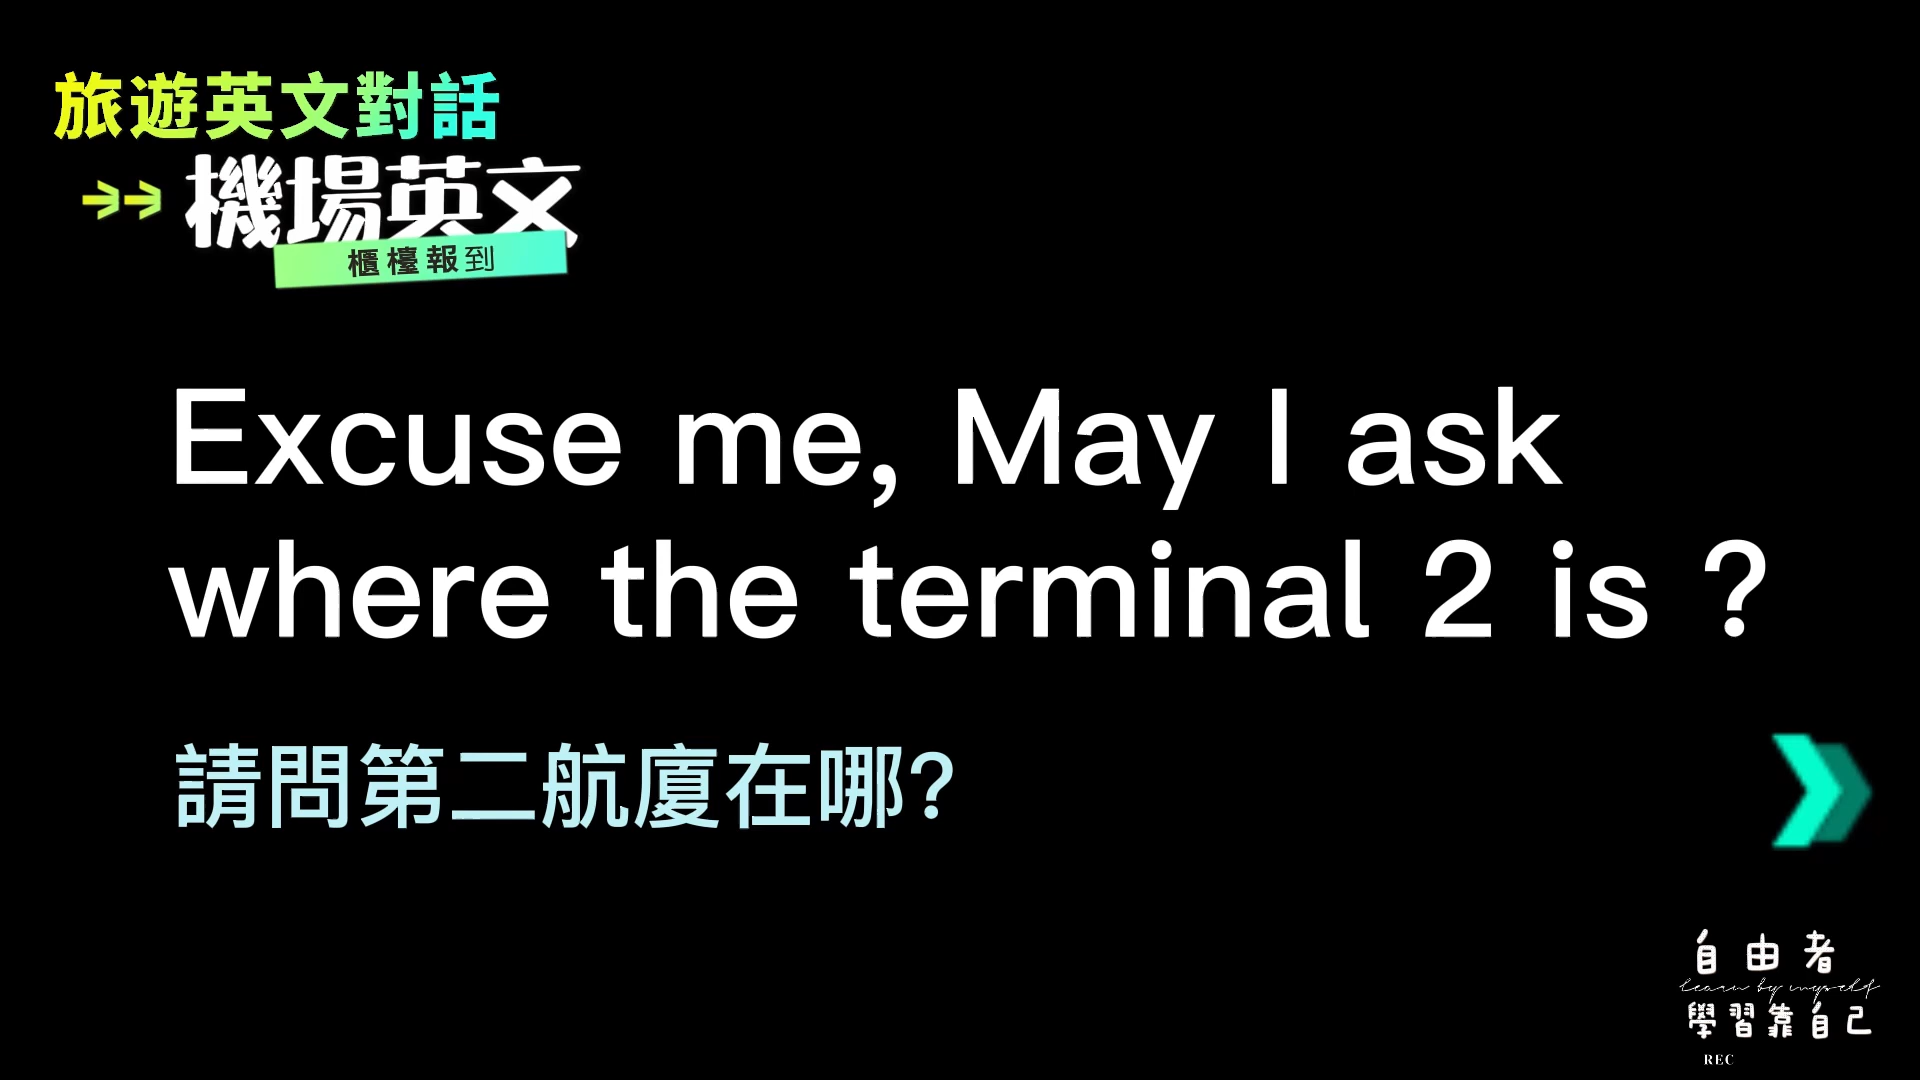 旅遊英文對話
機場英文
櫃檯報到
Excuse me, May I ask
where the terminal 2 is ?
請問第二航廈在哪?
自由者
learn by myself
學習靠自己
REC